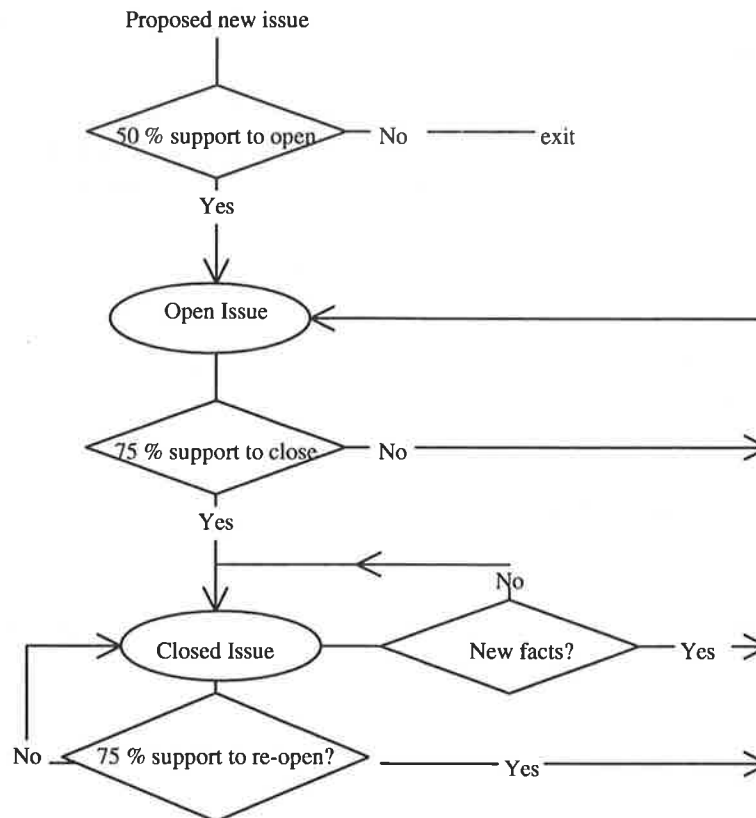 Proposed new issue
50 % support to open
No
exit
Yes
Open Issue
75 % support to close
No
Yes
No
Closed Issue
New facts?
Yes
No
75 % support to re-open?
Yes